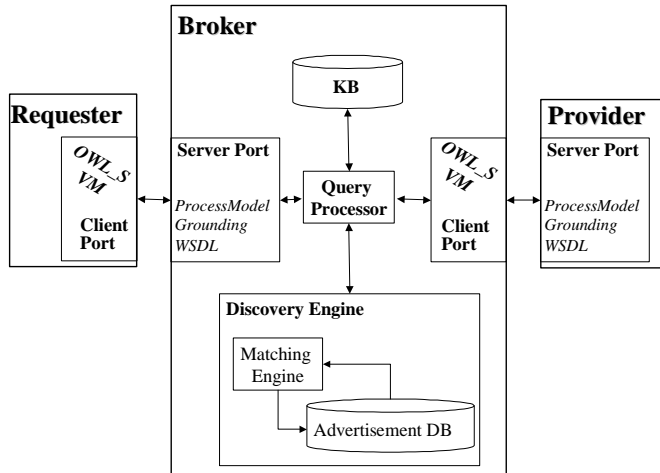 Broker
KB
Requester
OWL_S
VM
Client
Port
Server Port
ProcessModel
Grounding
WSDL
Query
Processor
OWL_S
VM
Client
Port
Provider
Server Port
ProcessModel
Grounding
WSDL
Discovery Engine
Matching
Engine
Advertisement DB